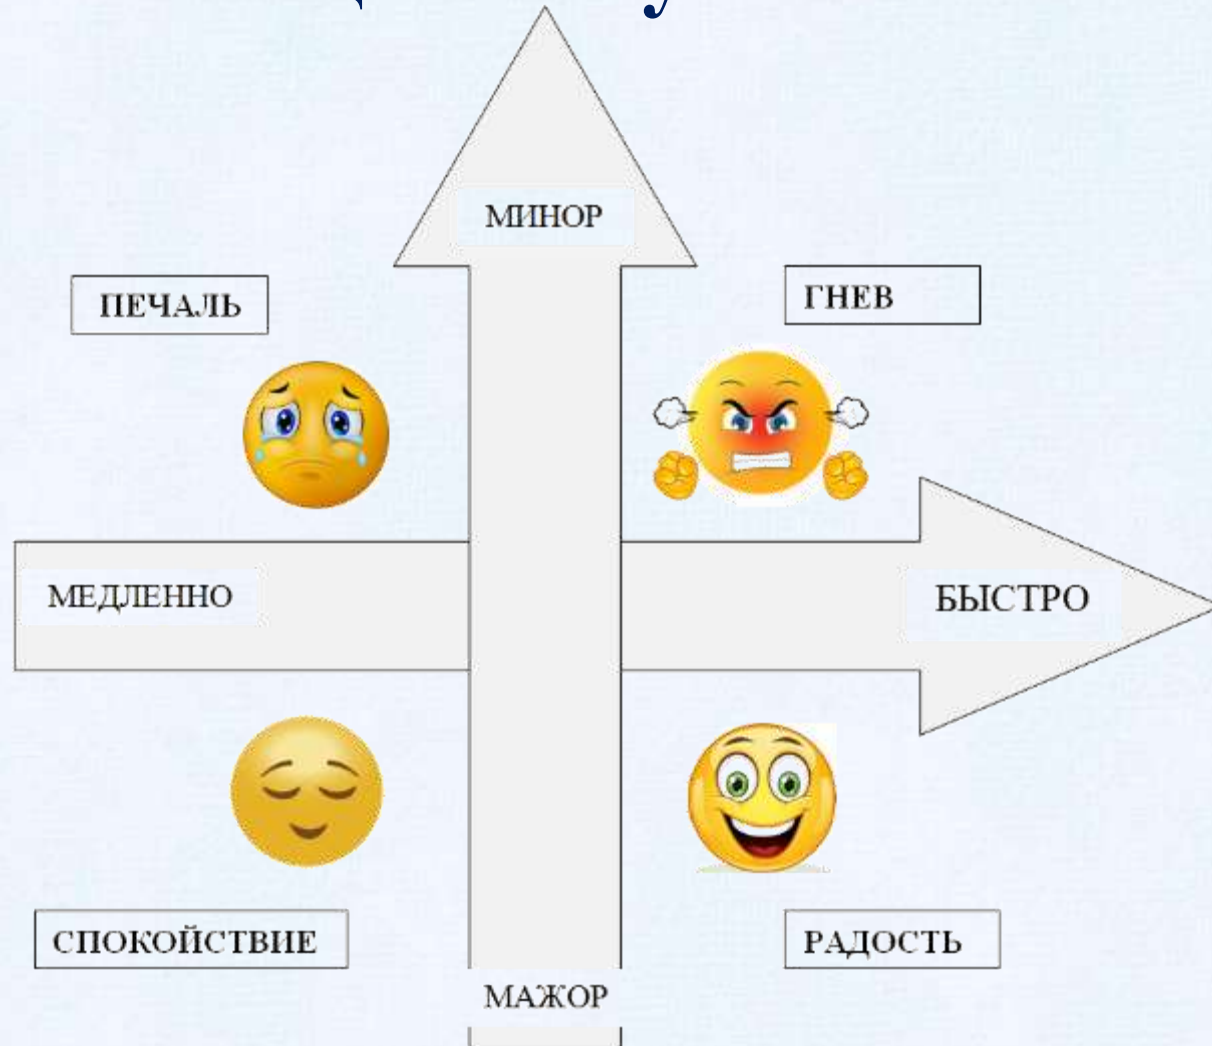 МИНОР
ПЕЧАЛЬ
ГНЕВ
МЕДЛЕННО
БЫСТРО
СПОКОЙСТВИЕ
РАДОСТЬ
МАЖОР